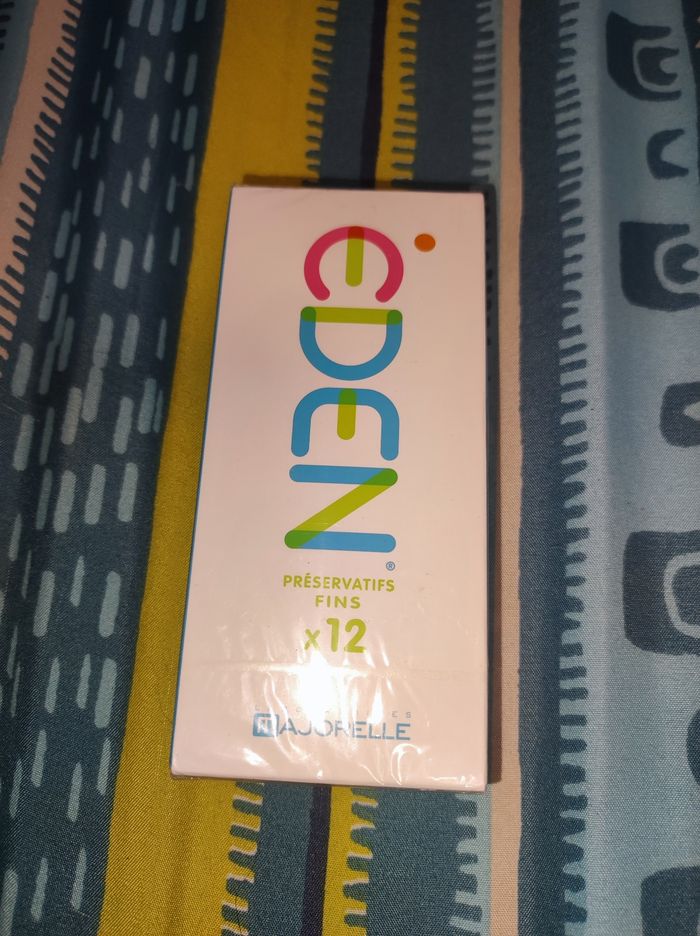 EDEN®
PRÉSERVATIFS
FINS
x12
MAJORELLE